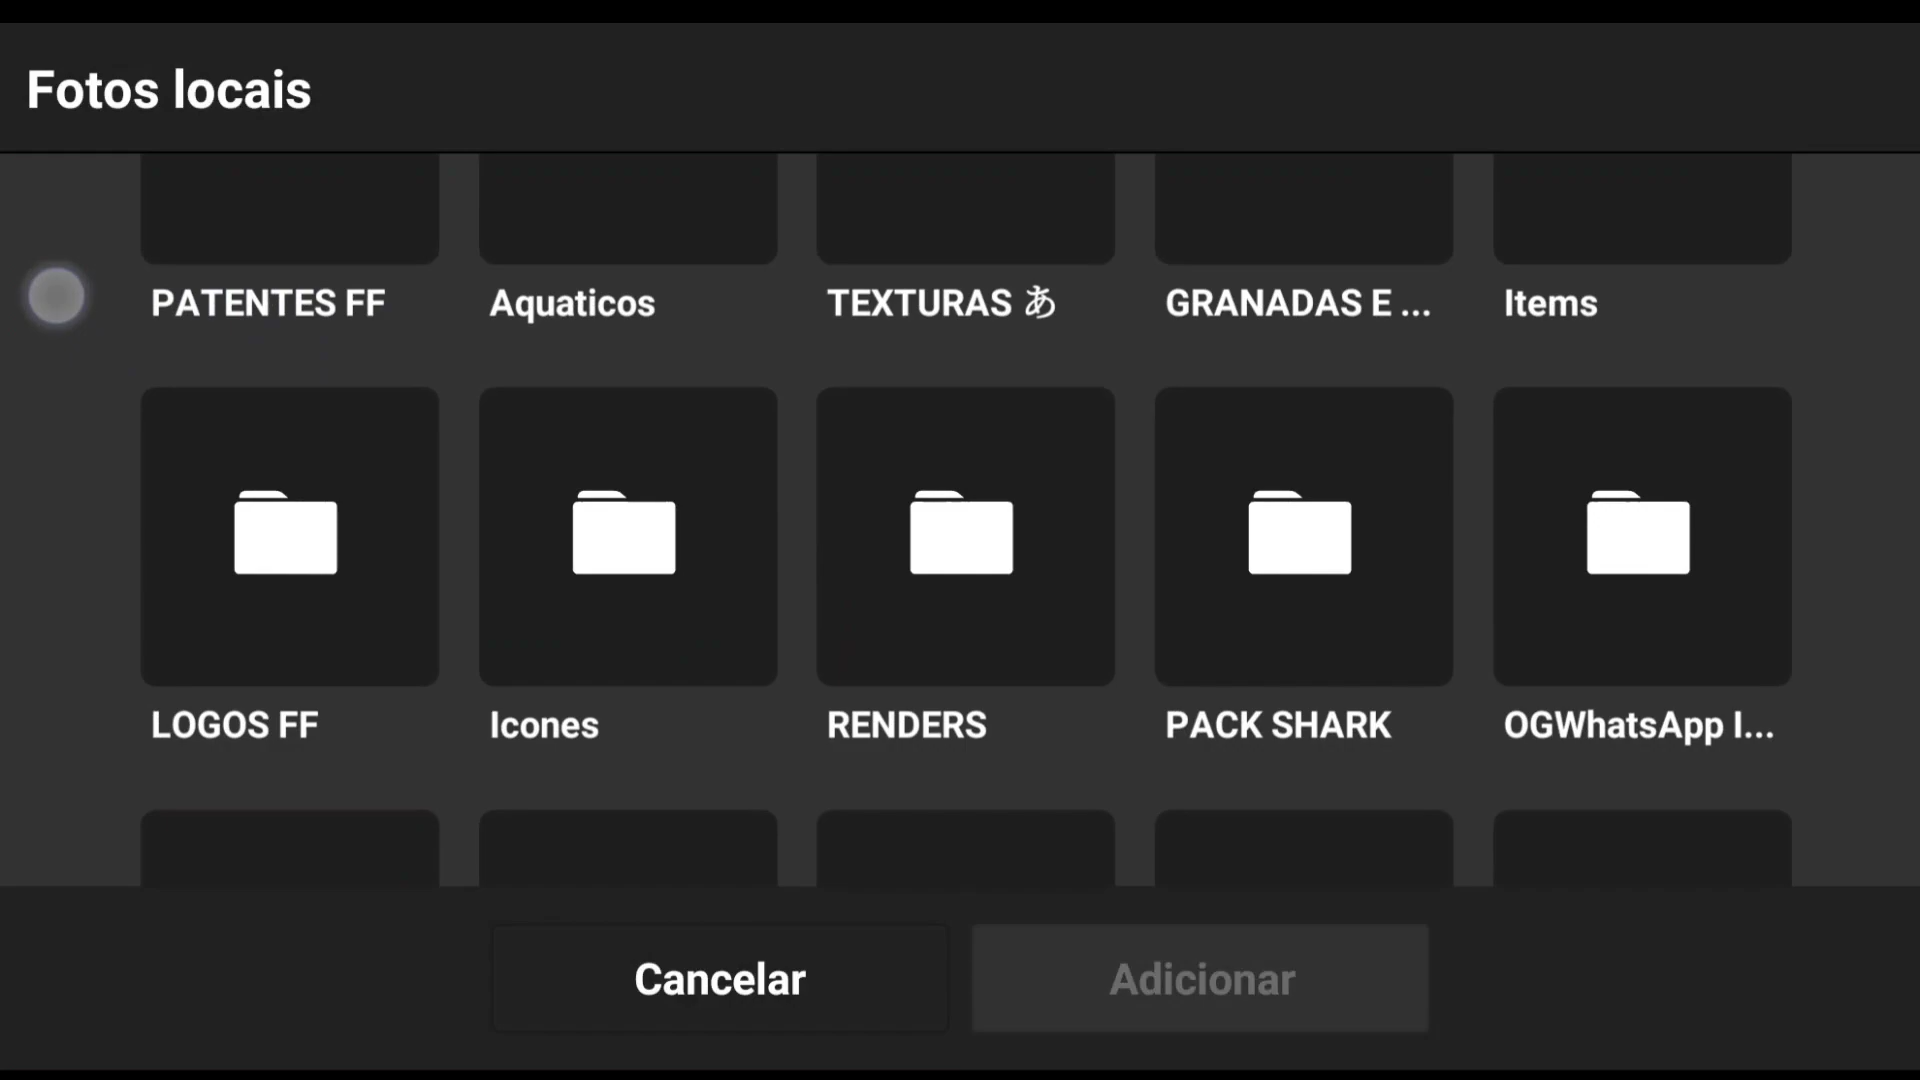 Fotos locais
PATENTES FF
Aquaticos
TEXTURAS あ
GRANADAS E ...
Items
LOGOS FF
Icones
RENDERS
PACK SHARK
OGWhatsApp I...
Cancelar
Adicionar